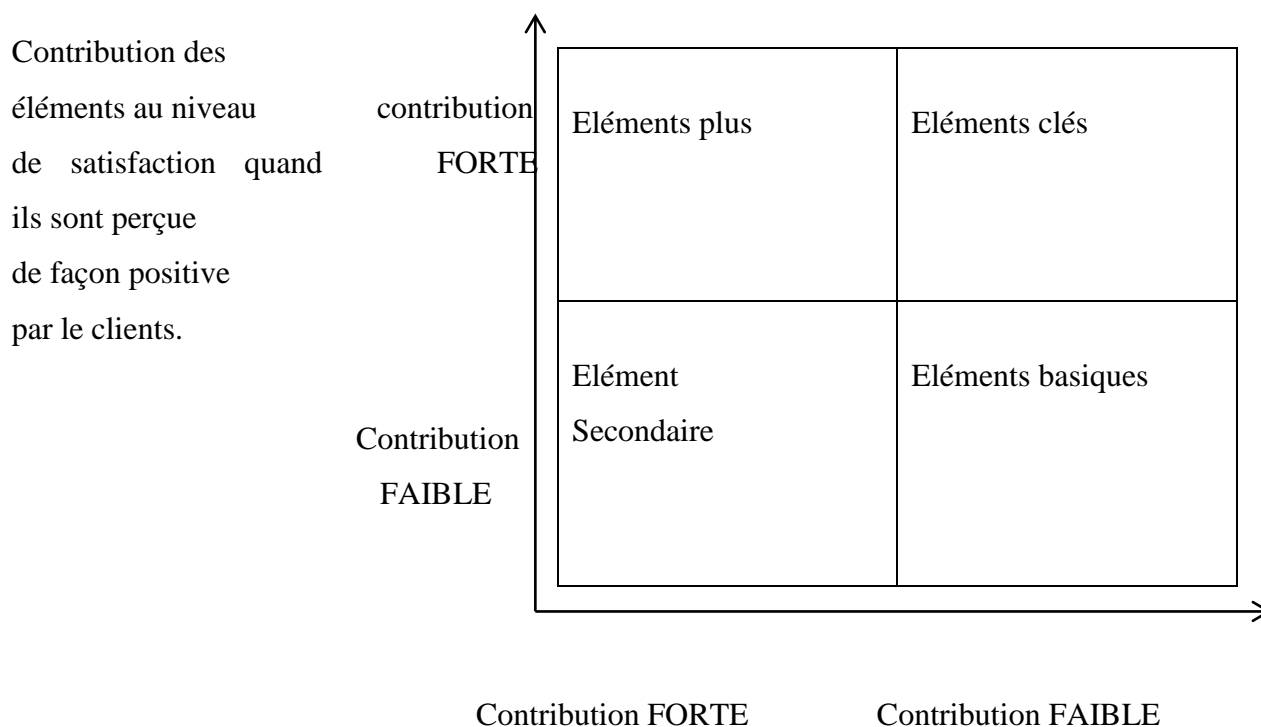 Contribution des
éléments au niveau contribution
de satisfaction quand FORTE
ils sont perçue
de façon positive
par le clients.
Contribution
FAIBLE
Eléments plus
Eléments clés
Elément
Secondaire
Eléments basiques
Contribution FORTE Contribution FAIBLE